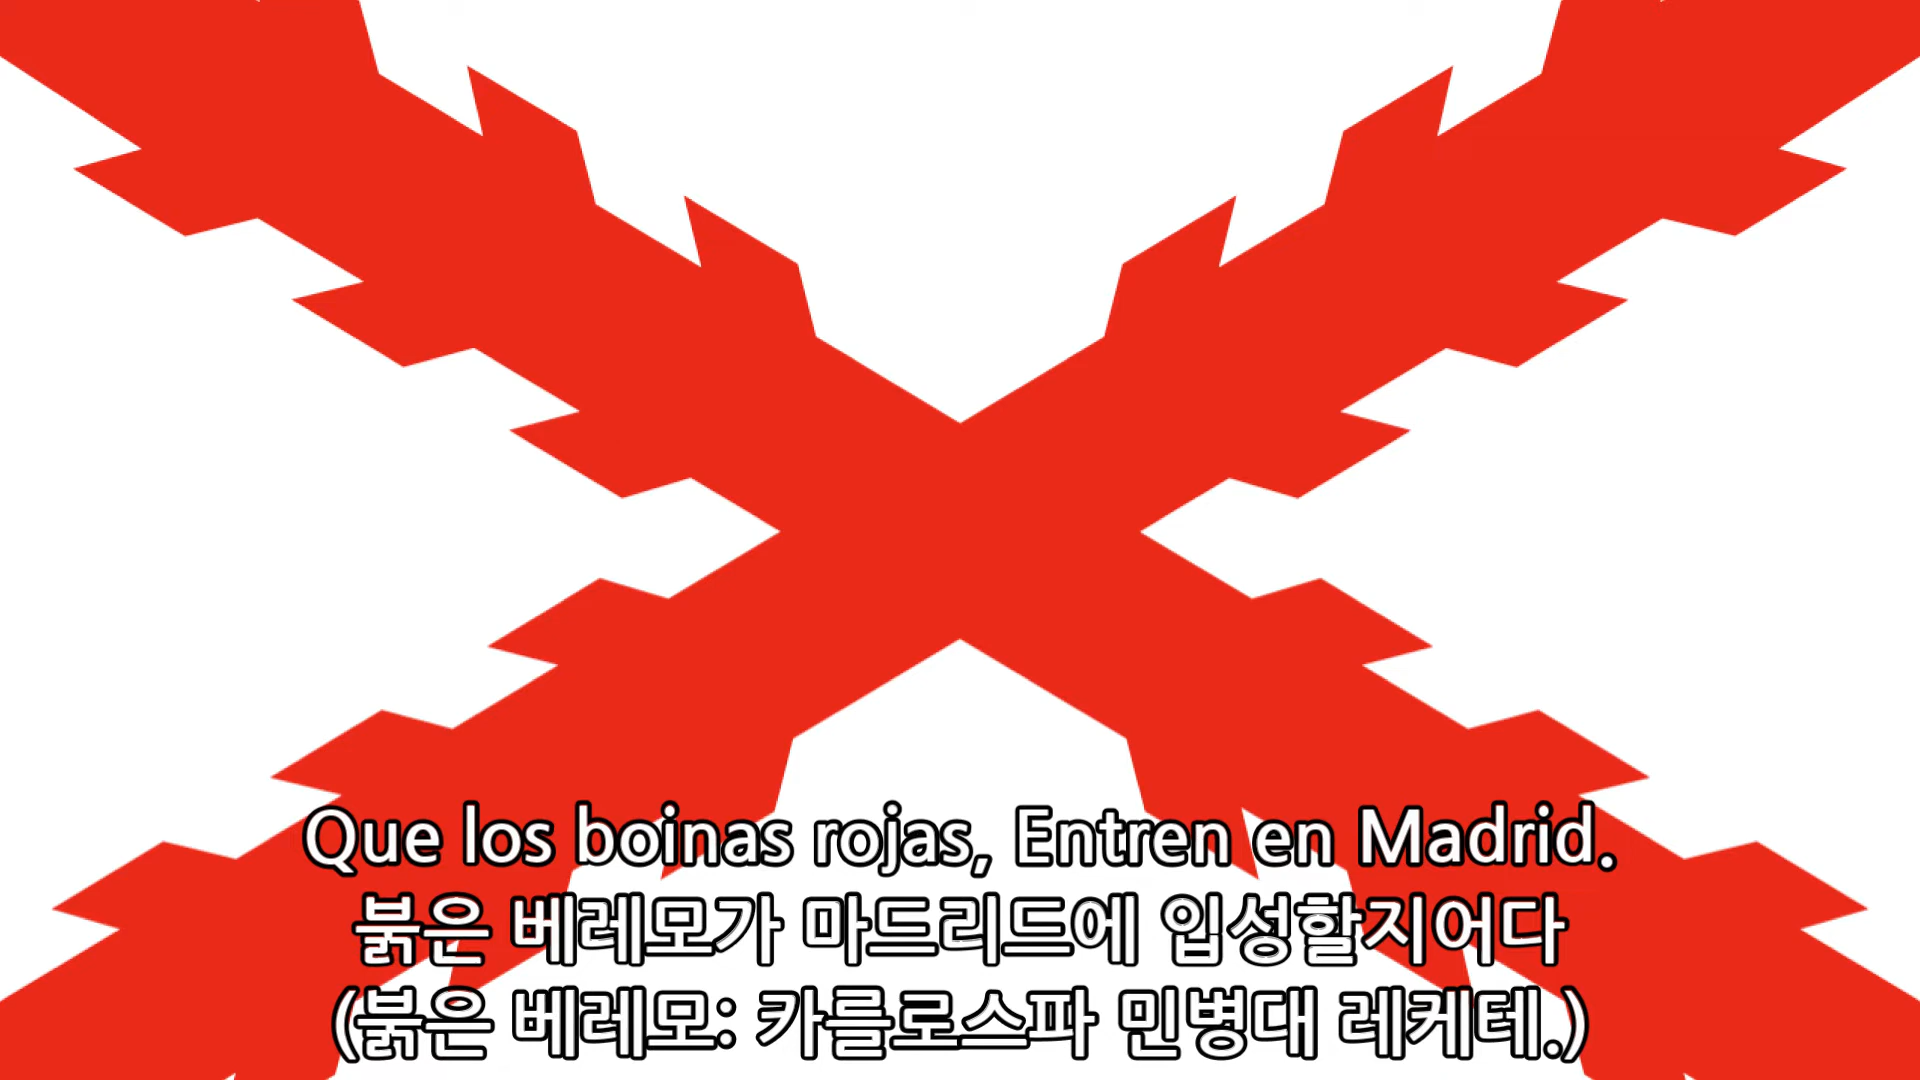 Que los boinas rojas, Entren en Madrid.
붉은 베레모가 마드리드에 입성할지어다
(붉은 베레모: 카를로스파 민병대 레케테.)